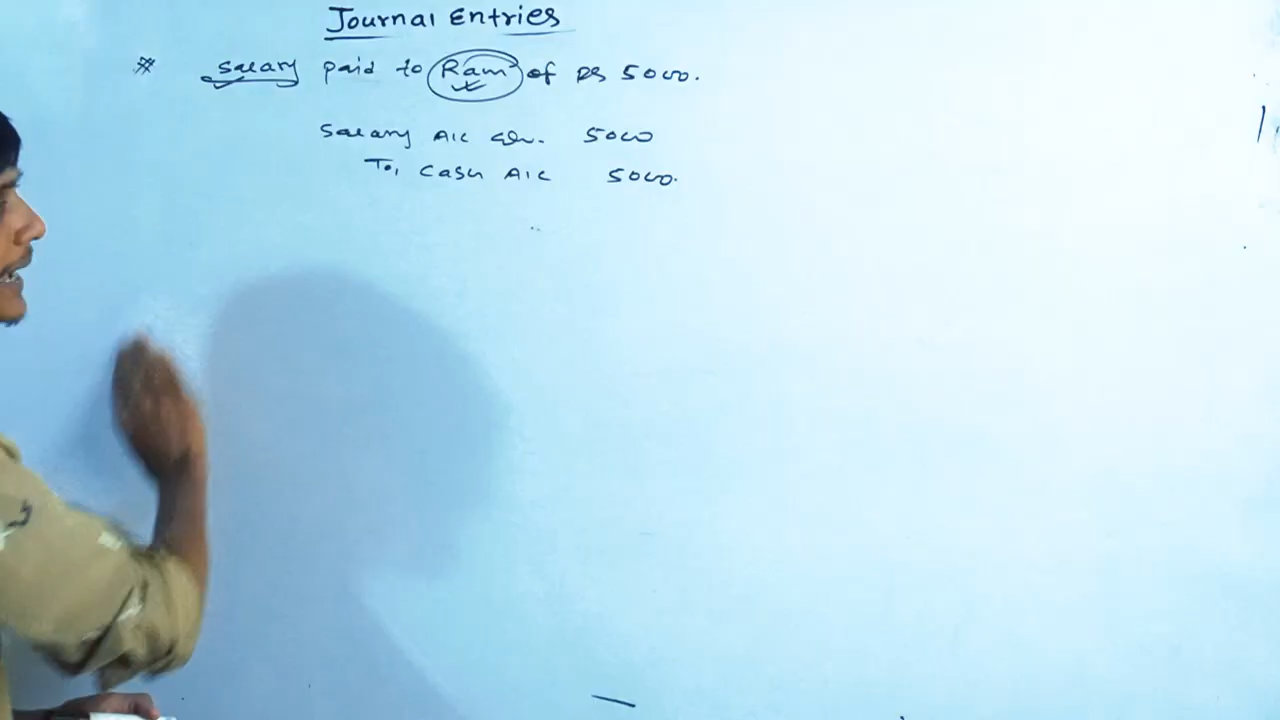 Journal Entries
* Salary paid to Ram of Rs 5000.
Salary A/c Dr. 5000
To, Cash A/c 5000.